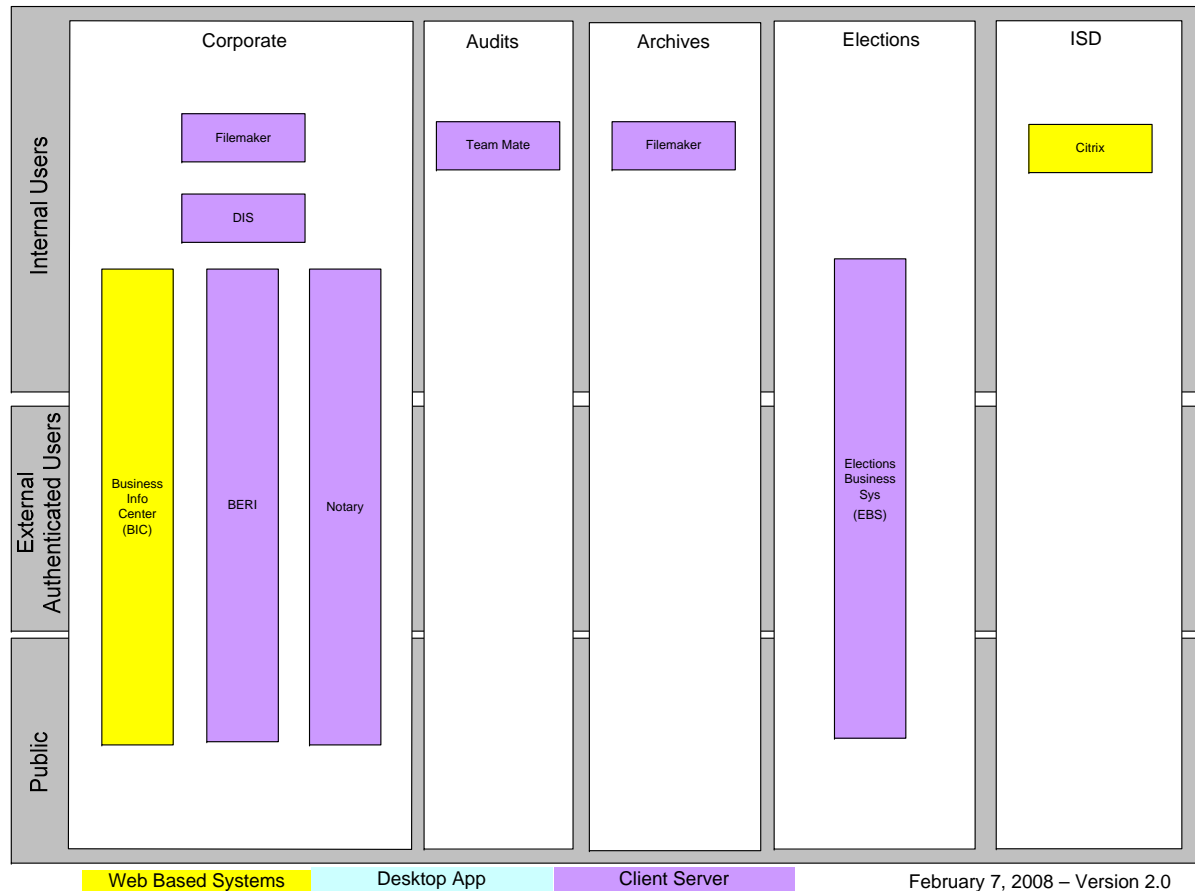 Corporate
Audits
Archives
Elections
ISD
Internal Users
External
Authenticated Users
Public
Filemaker
DIS
Business
Info
Center
(BIC)
BERI
Notary
Team Mate
Filemaker
Elections
Business
Sys
(EBS)
Citrix
Web Based Systems
Desktop App
Client Server
February 7, 2008 – Version 2.0